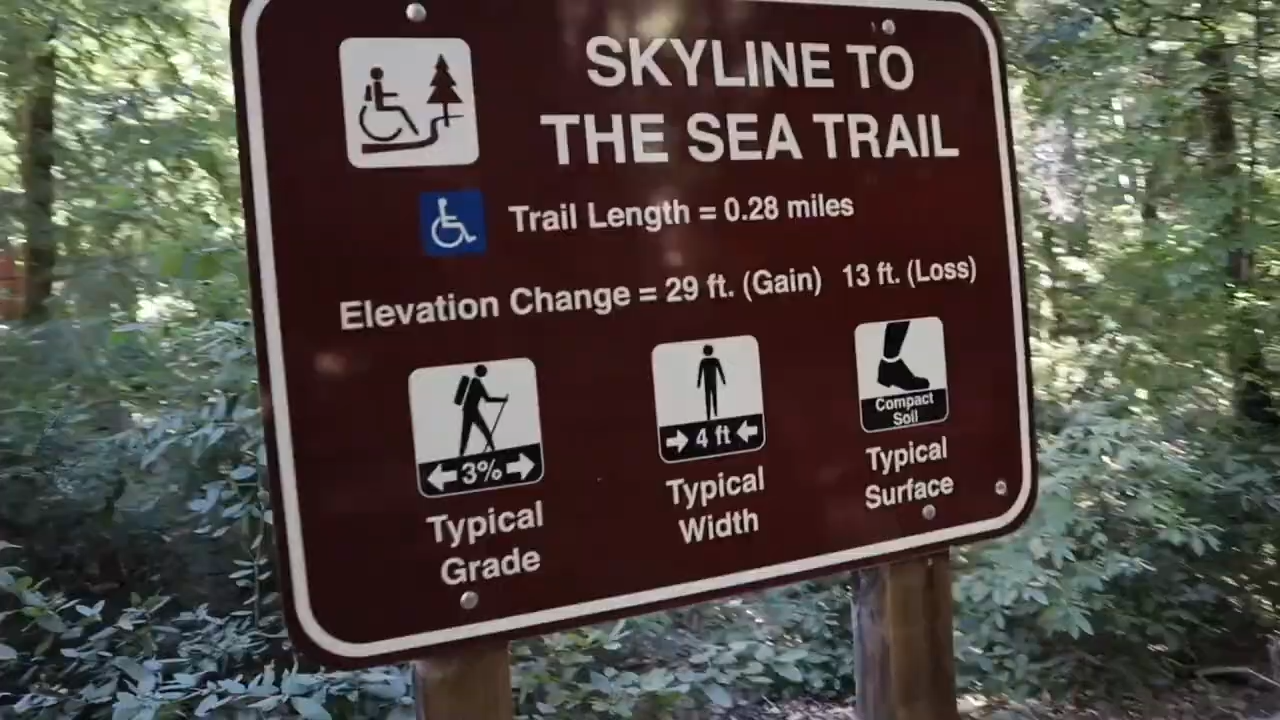 SKYLINE TO
THE SEA TRAIL
Trail Length = 0.28 miles
Elevation Change = 29 ft. (Gain) 13 ft. (Loss)
3%
Typical
Grade
4 ft
Typical
Width
Compact
Soil
Typical
Surface